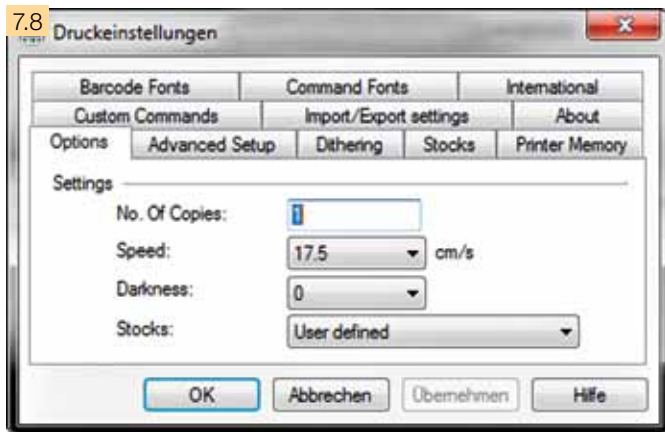 7.8
Druckeinstellungen
Barcode Fonts Command Fonts International
Custom Commands Import/Export settings About
Options Advanced Setup Dithering Stocks Printer Memory
Settings
No. Of Copies: 1
Speed: 17.5 cm/s
Darkness: 0
Stocks: User defined
OK Abbrechen Übernehmen Hilfe